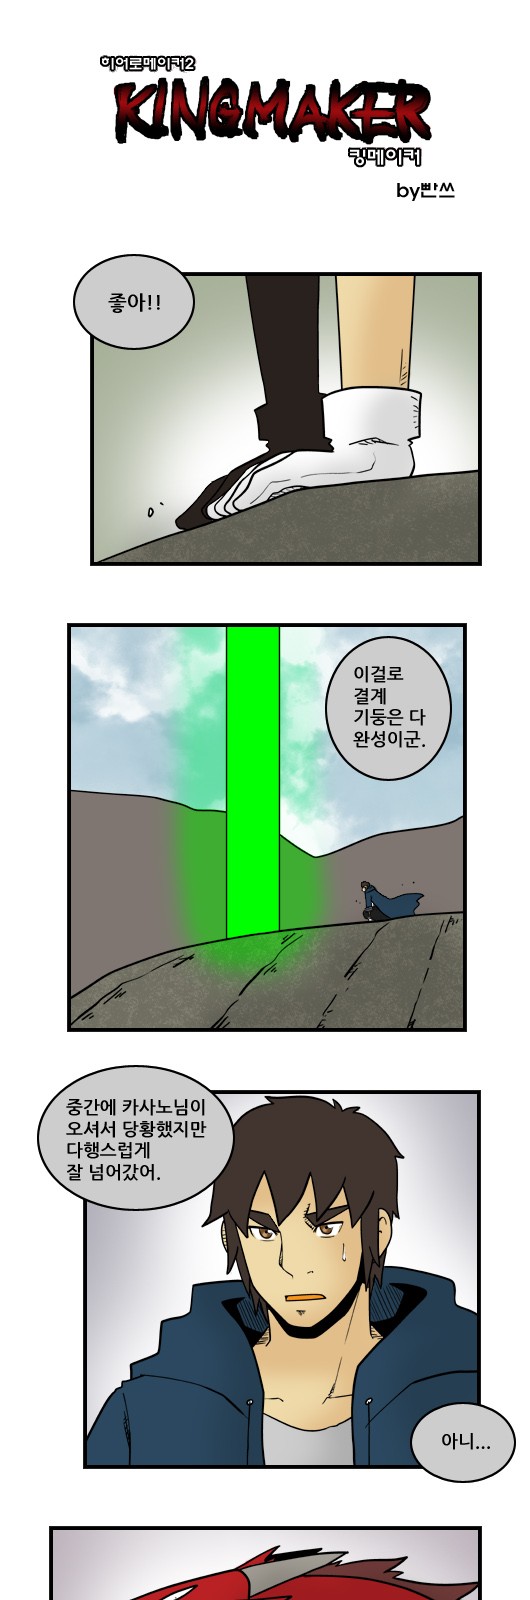 히어로메이커2
KINGMAKER
킹메이커
by빤쓰
좋아!!
이걸로
결계
기둥은 다
완성이군.
중간에 카사노님이
오셔서 당황했지만
다행스럽게
잘 넘어갔어.
아니...